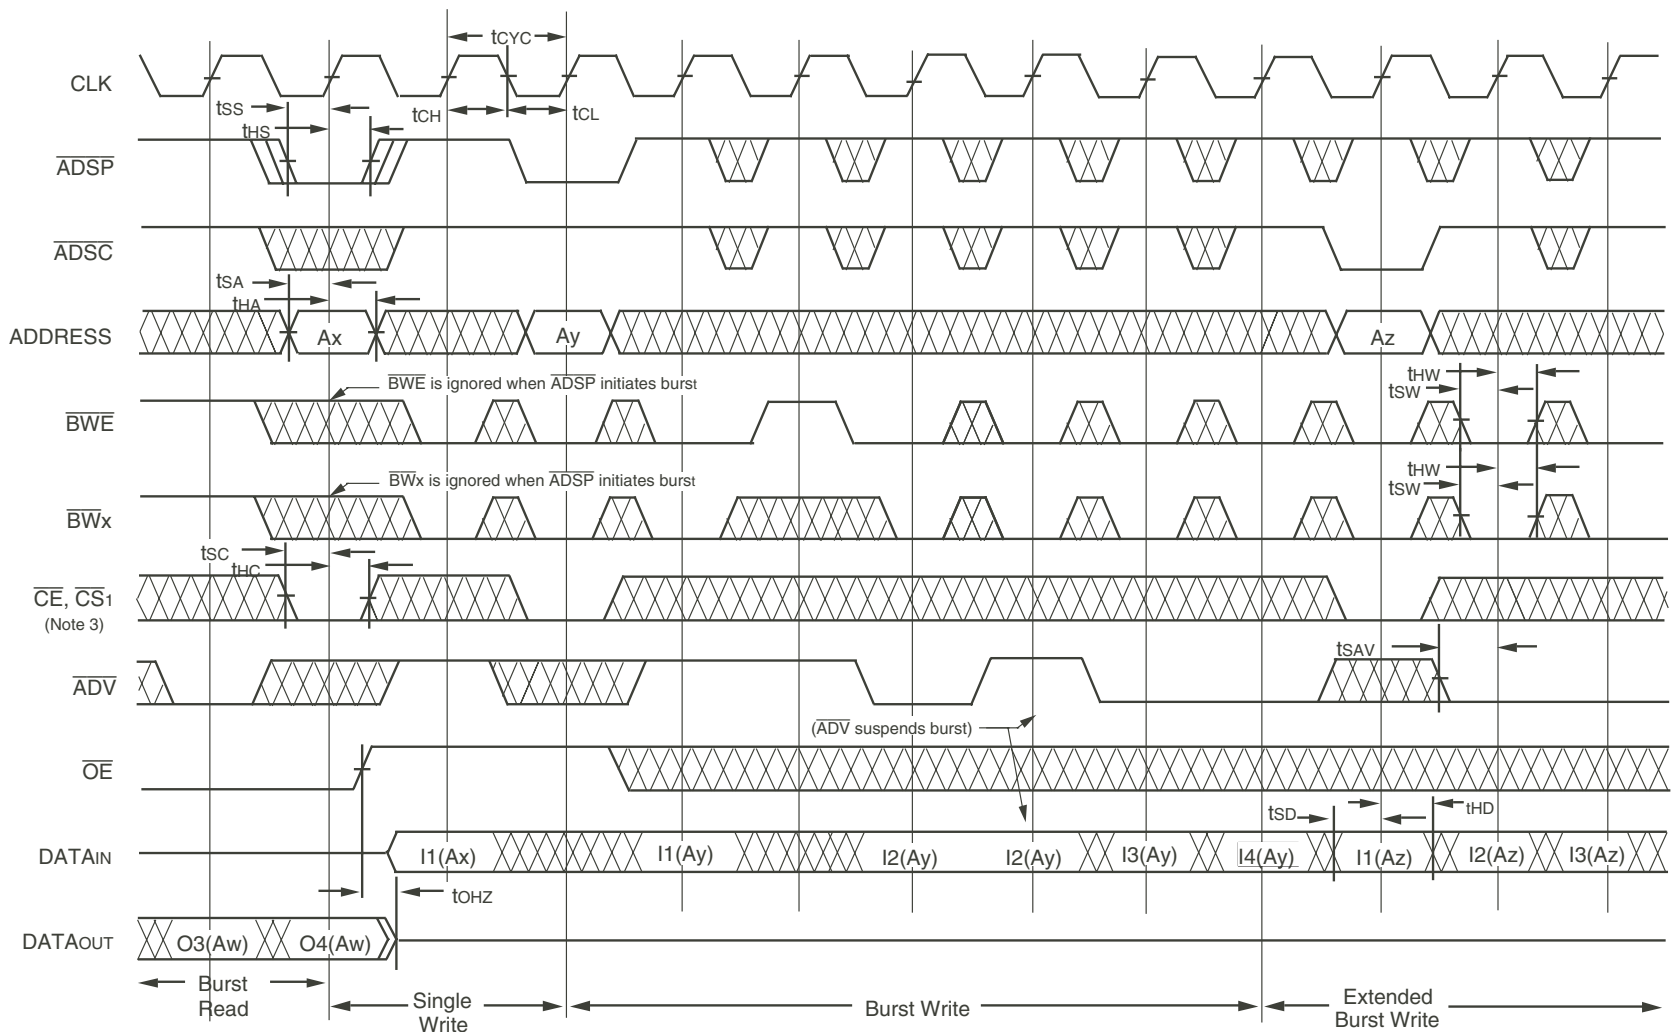 tCYC
CLK
tSS
tCH
tCL
tHS
ADSP
ADSC
tSA
tHA
ADDRESS
Ax
Ay
Az
BWE is ignored when ADSP initiates burst
tHW
tSW
BWE
BWx is ignored when ADSP initiates burst
tHW
tSW
BWx
tSC
tHC
CE, CS1
(Note 3)
tSAV
ADV
(ADV suspends burst)
OE
tSD
tHD
DATAIN
I1(Ax)
I1(Ay)
I2(Ay)
I2(Ay)
I3(Ay)
I4(Ay)
I1(Az)
I2(Az)
I3(Az)
tOHZ
DATAOUT
O3(Aw)
O4(Aw)
Burst
Read
Single
Write
Burst Write
Extended
Burst Write